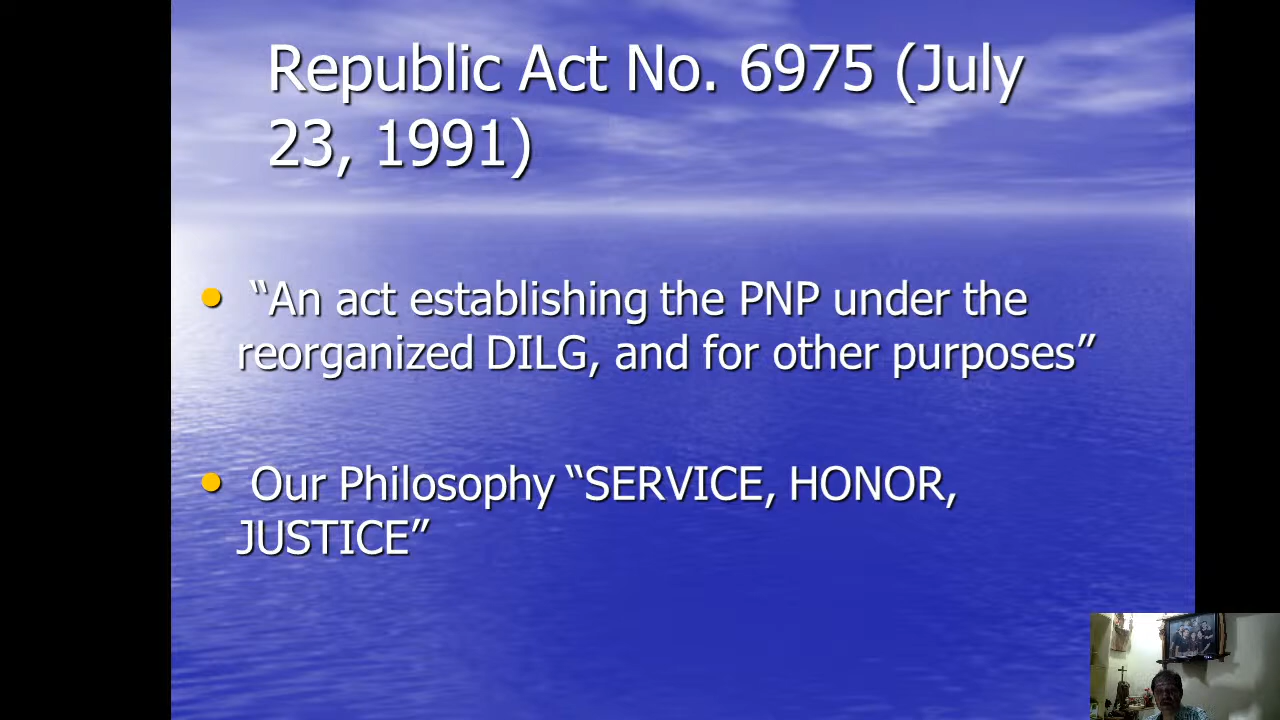 Republic Act No. 6975 (July
23, 1991)
• “An act establishing the PNP under the
reorganized DILG, and for other purposes”
• Our Philosophy “SERVICE, HONOR,
JUSTICE”